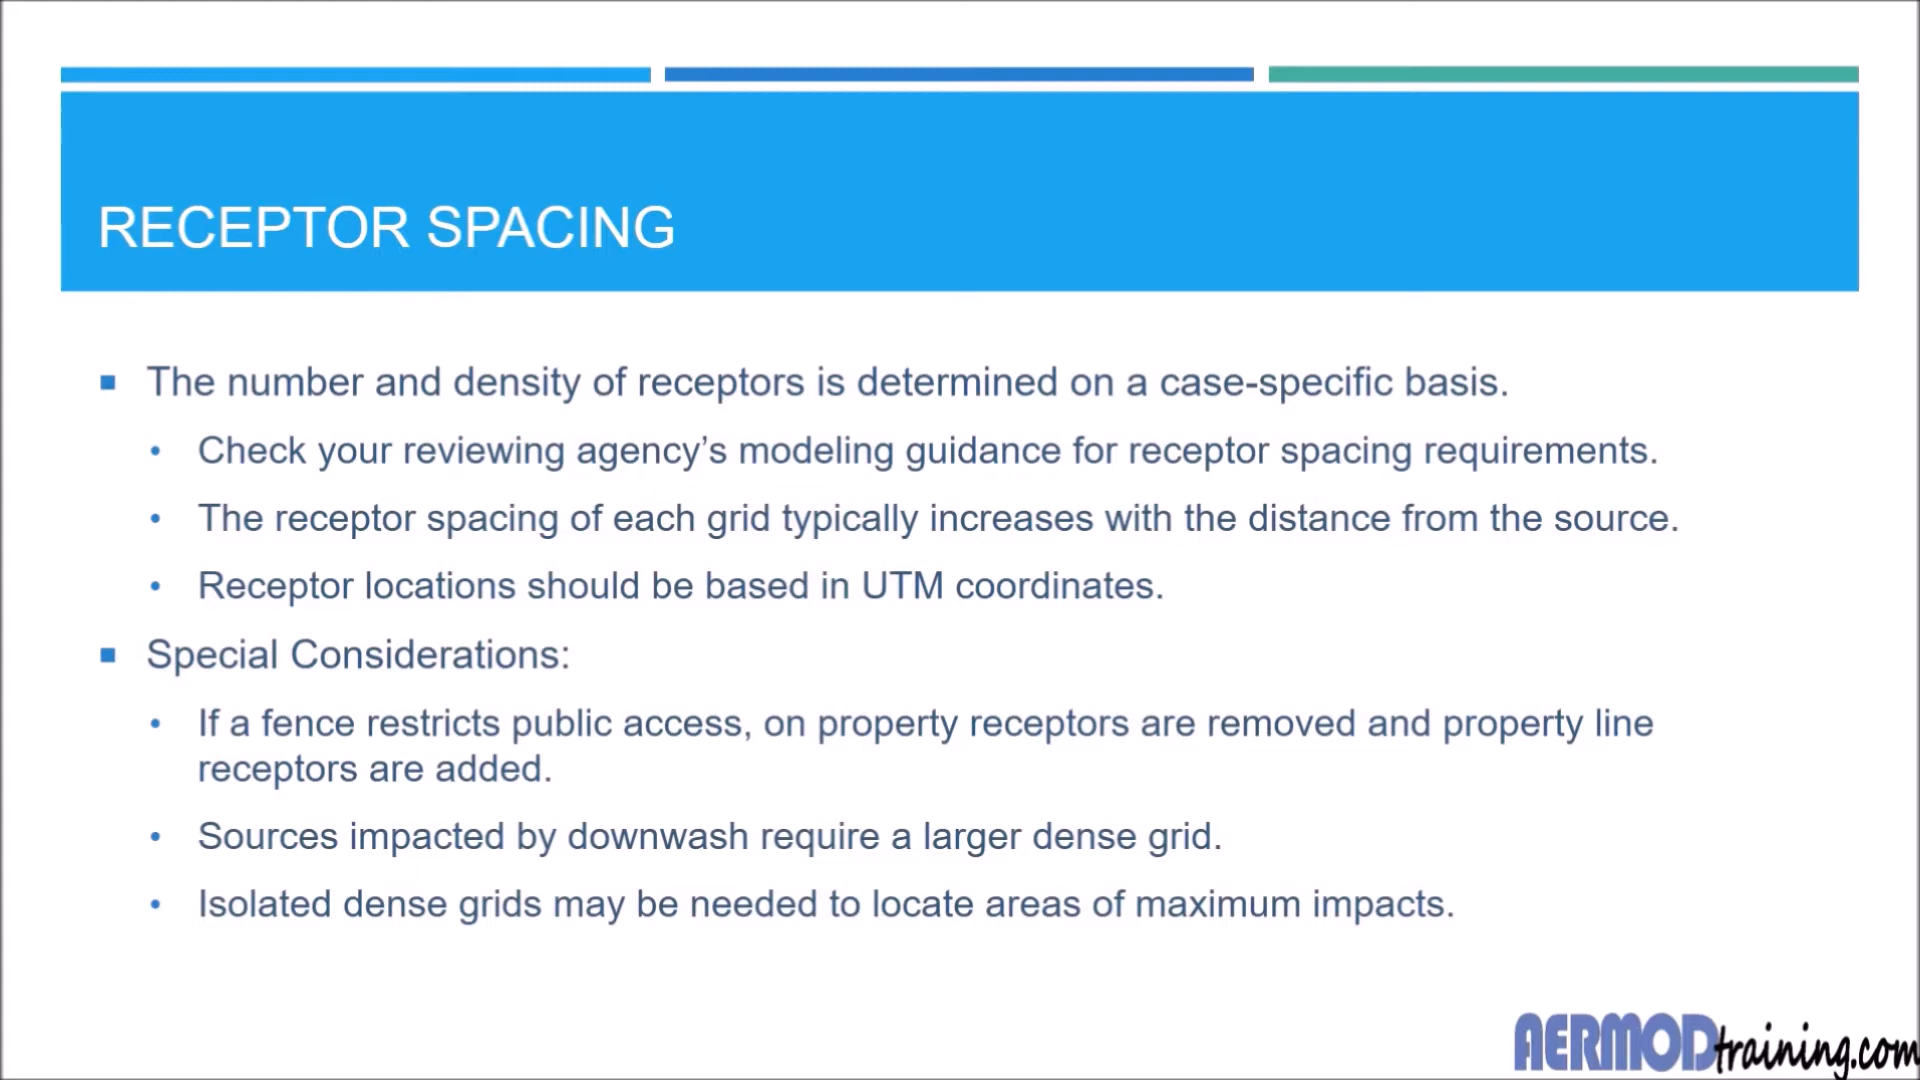 RECEPTOR SPACING
The number and density of receptors is determined on a case-specific basis.
Check your reviewing agency’s modeling guidance for receptor spacing requirements.
The receptor spacing of each grid typically increases with the distance from the source.
Receptor locations should be based in UTM coordinates.
Special Considerations:
If a fence restricts public access, on property receptors are removed and property line
receptors are added.
Sources impacted by downwash require a larger dense grid.
Isolated dense grids may be needed to locate areas of maximum impacts.
AERMODtraining.com